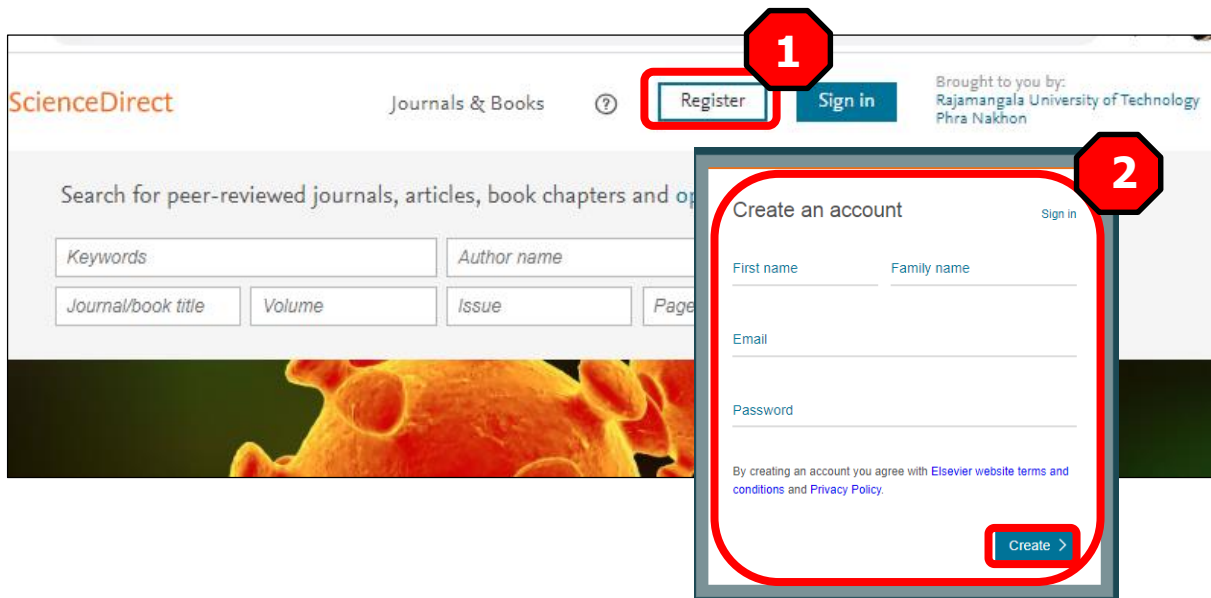 1
ScienceDirect
Journals & Books
?
Register
Sign in
Brought to you by:
Rajamangala University of Technology
Phra Nakhon
Search for peer-reviewed journals, articles, book chapters and op
Keywords
Author name
Journal/book title
Volume
Issue
Page
2
Create an account
Sign in
First name
Family name
Email
Password
By creating an account you agree with Elsevier website terms and
conditions and Privacy Policy.
Create >